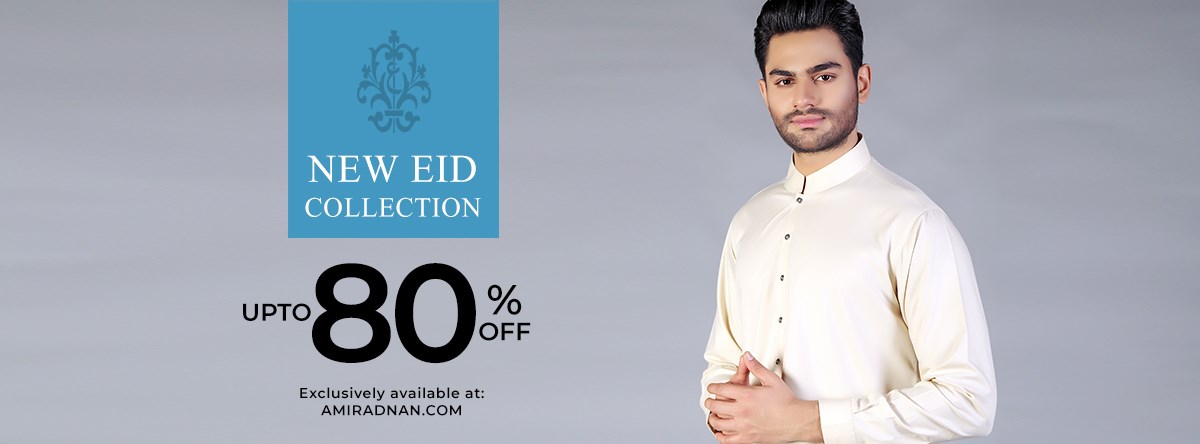 NEW EID
COLLECTION
UPTO 80% OFF
Exclusively available at:
AMIRADNAN.COM